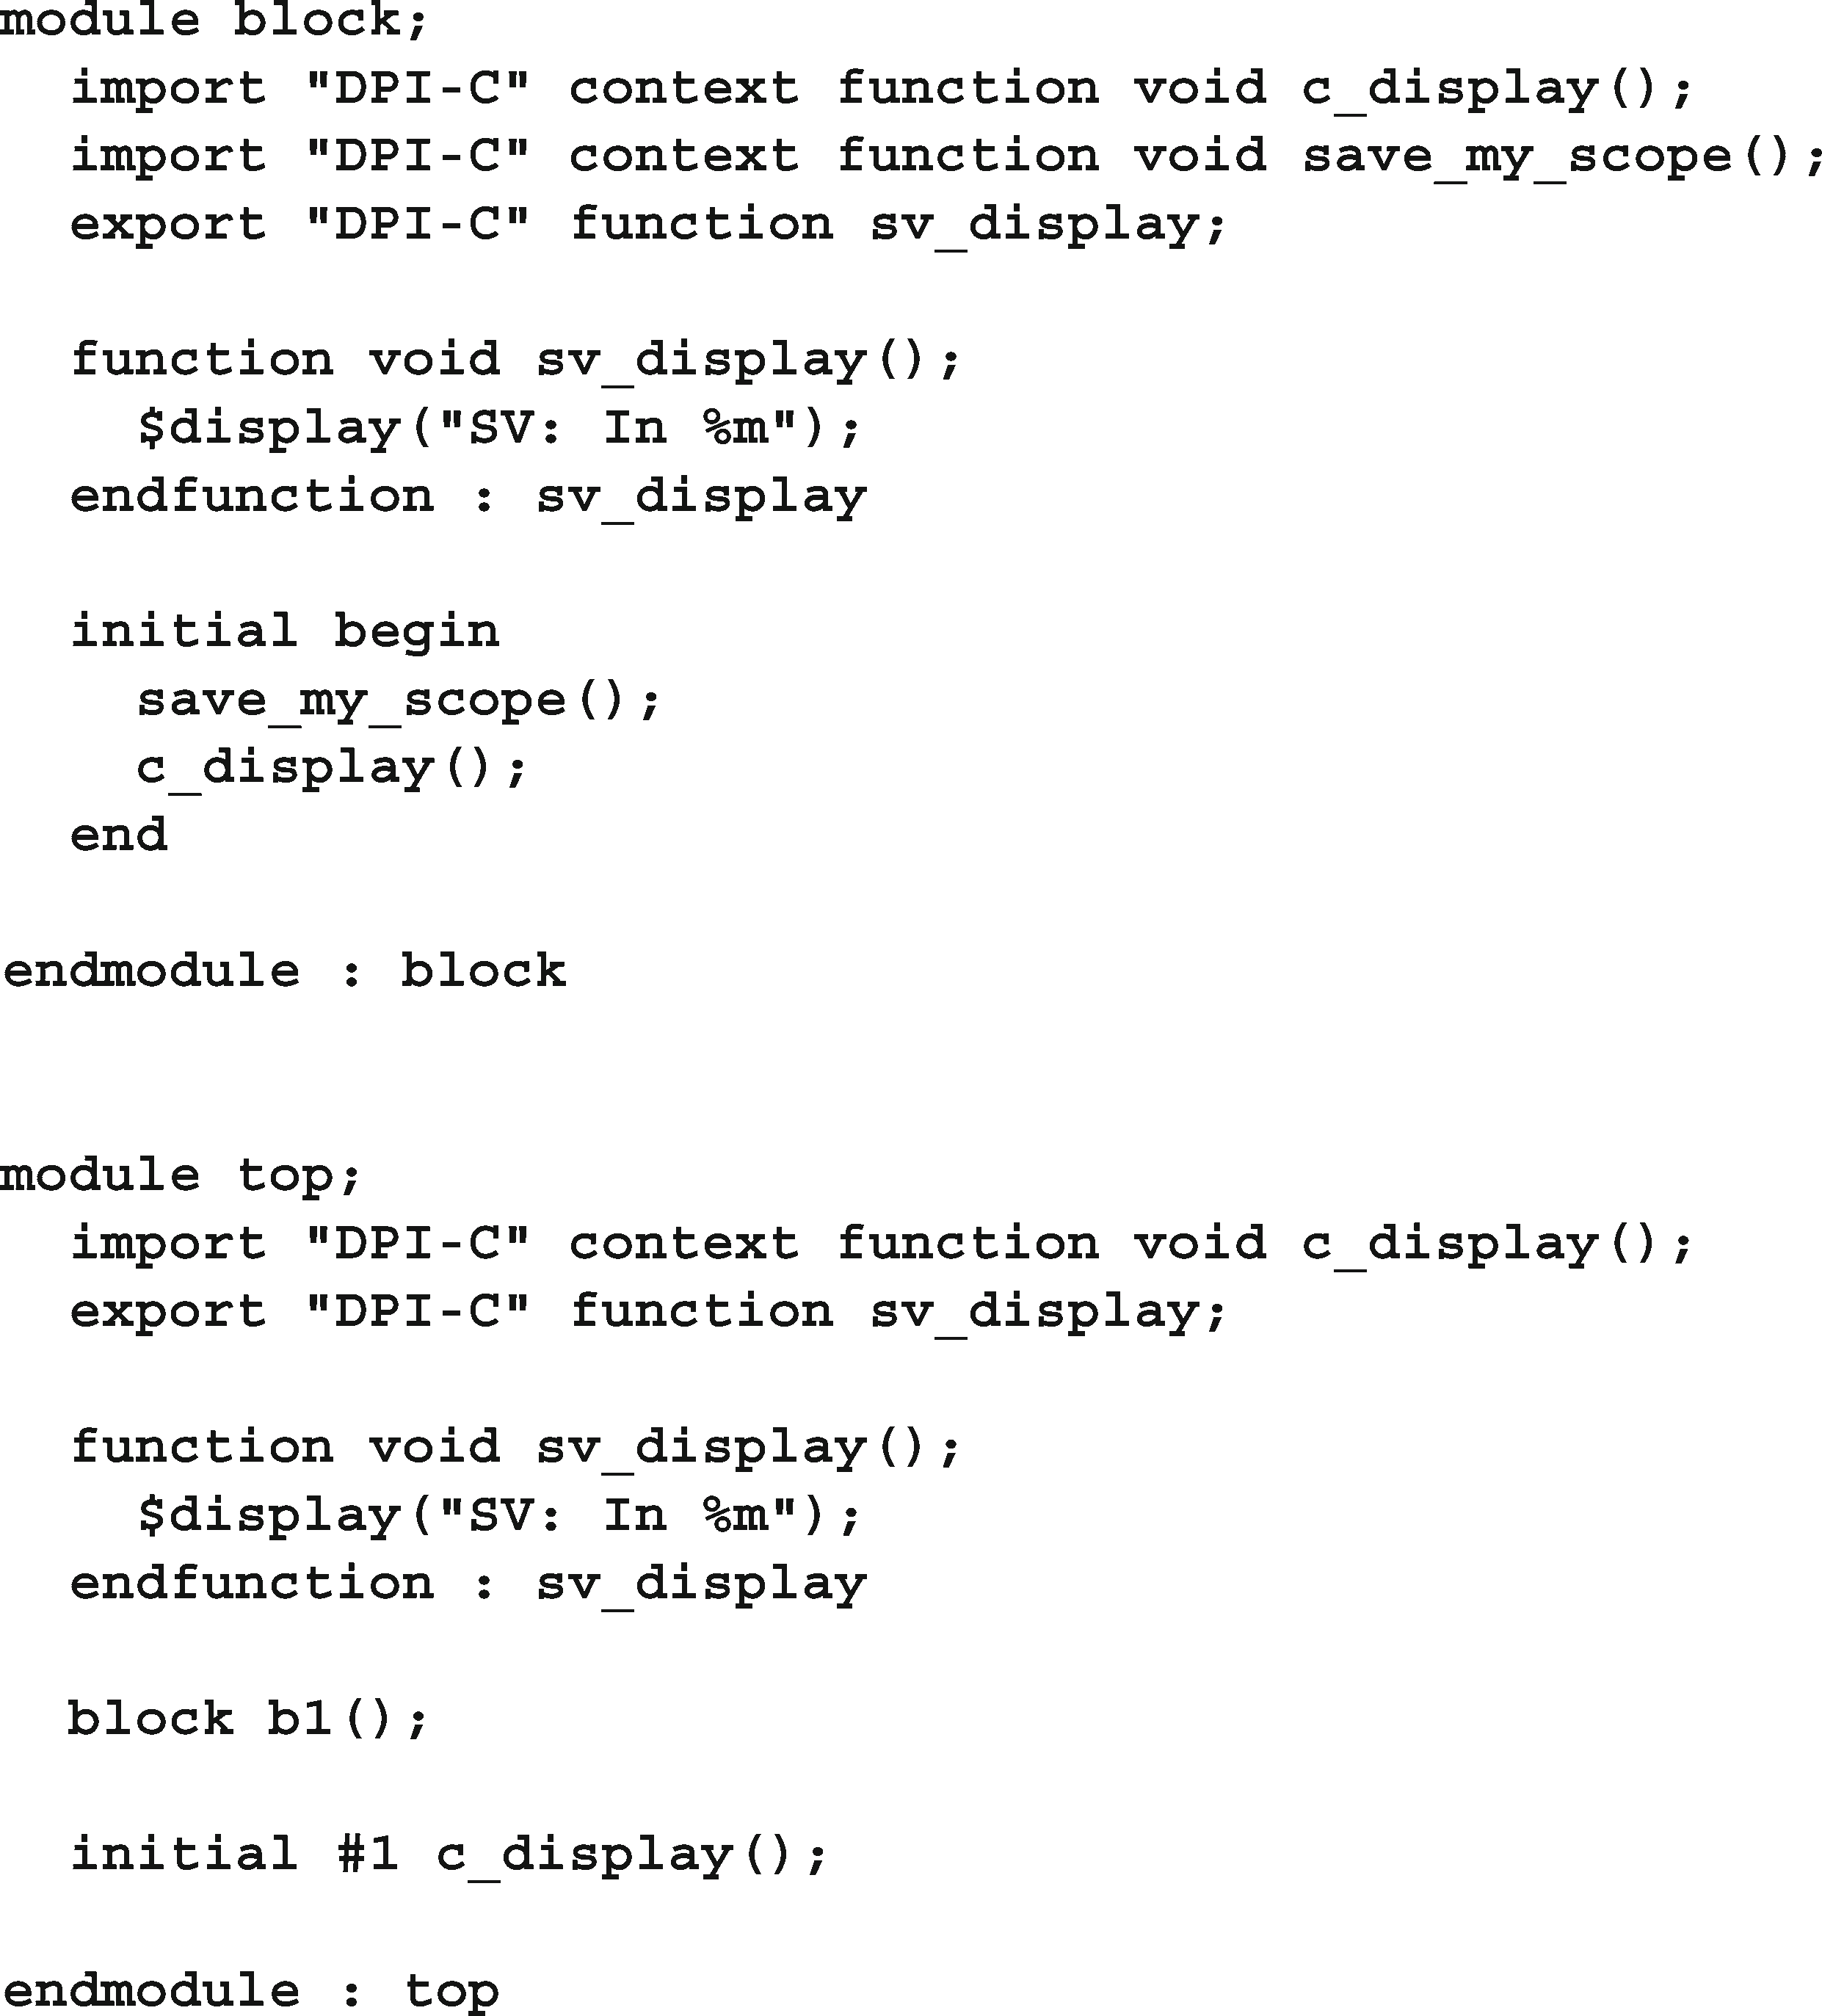 module block;
  import "DPI-C" context function void c_display();
  import "DPI-C" context function void save_my_scope();
  export "DPI-C" function sv_display;
  function void sv_display();
    $display("SV: In %m");
  endfunction : sv_display
  initial begin
    save_my_scope();
    c_display();
  end
endmodule : block
module top;
  import "DPI-C" context function void c_display();
  export "DPI-C" function sv_display;
  function void sv_display();
    $display("SV: In %m");
  endfunction : sv_display
  block b1();
  initial #1 c_display();
endmodule : top